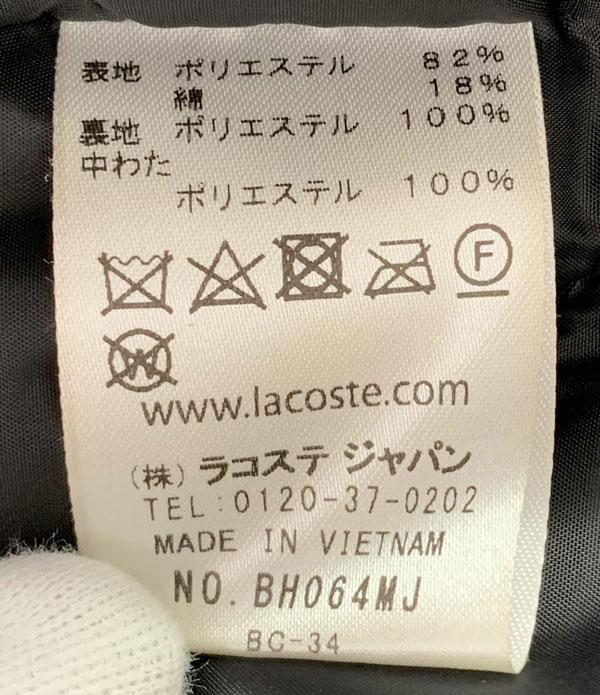 表地 ポリエステル 82%
綿 18%
裏地 ポリエステル 100%
中わた
ポリエステル 100%
F
W
www.lacoste.com
(株) ラコステ ジャパン
TEL:0120-37-0202
MADE IN VIETNAM
NO. BH064MJ
BC-34